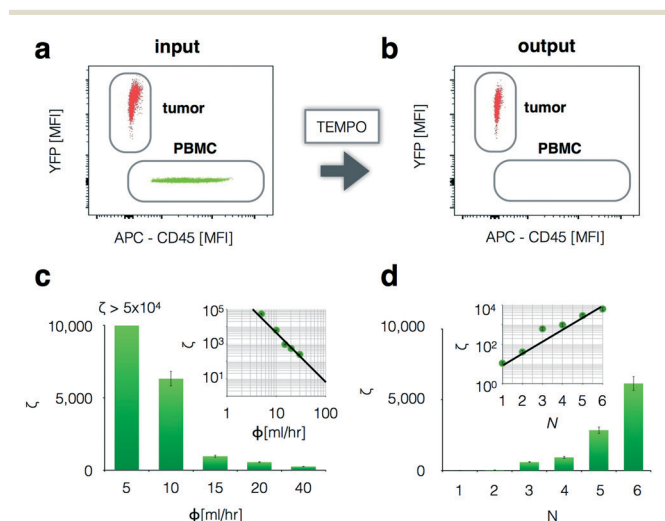 a
input
b
output
YFP [MFI]
tumor
PBMC
APC - CD45 [MFI]
TEMPO
YFP [MFI]
tumor
PBMC
APC - CD45 [MFI]
c
ζ > 5x10⁴
10,000
5,000
0
ζ
5 10 15 20 40
ϕ[ml/hr]
10⁵
10³
10¹
ζ
1 10 100
ϕ[ml/hr]
d
10,000
5,000
0
ζ
1 2 3 4 5 6
N
10⁴
10²
10⁰
ζ
1 2 3 4 5 6
N